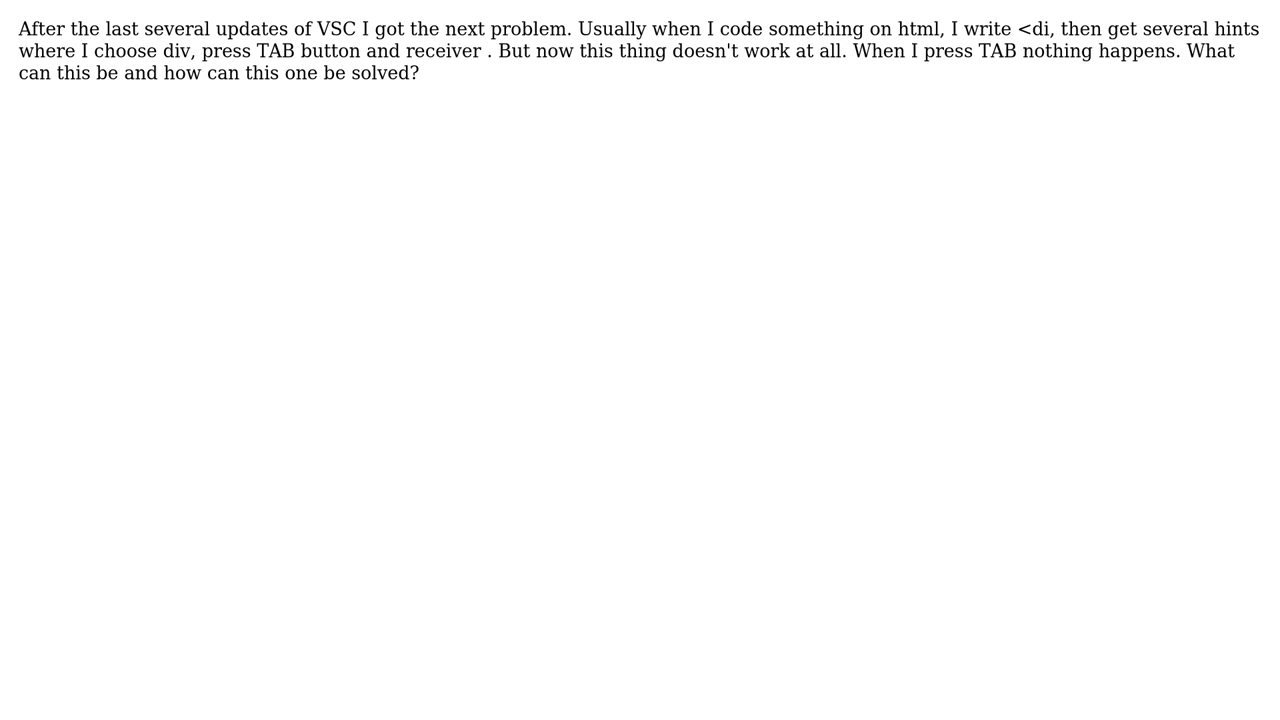 After the last several updates of VSC I got the next problem. Usually when I code something on html, I write <di, then get several hints
where I choose div, press TAB button and receiver . But now this thing doesn't work at all. When I press TAB nothing happens. What
can this be and how can this one be solved?